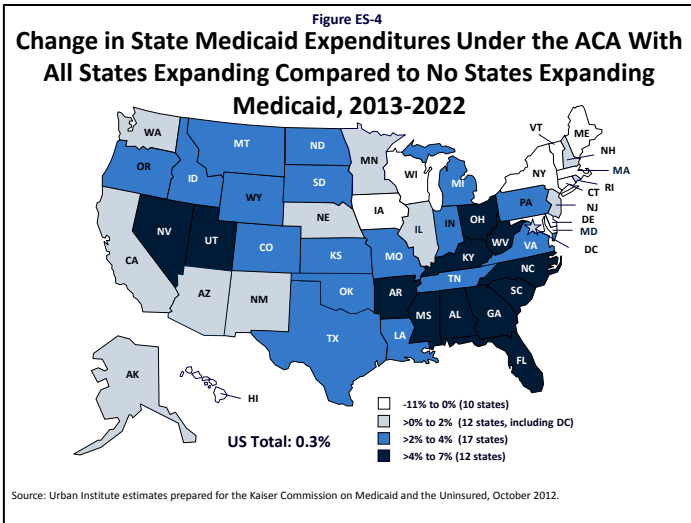 Figure ES-4
Change in State Medicaid Expenditures Under the ACA With
All States Expanding Compared to No States Expanding
Medicaid, 2013-2022
WA
OR
MT
ID
WY
ND
SD
MN
WI
MI
NE
IA
NV
UT
CO
CA
AZ
NM
KS
OK
TX
MO
AR
LA
IL
IN
OH
KY
WV
TN
MS
AL
GA
FL
SC
NC
VA
PA
NY
VT
ME
NH
MA
RI
CT
NJ
DE
MD
DC
AK
HI
US Total: 0.3%
-11% to 0% (10 states)
>0% to 2% (12 states, including DC)
>2% to 4% (17 states)
>4% to 7% (12 states)
Source: Urban Institute estimates prepared for the Kaiser Commission on Medicaid and the Uninsured, October 2012.